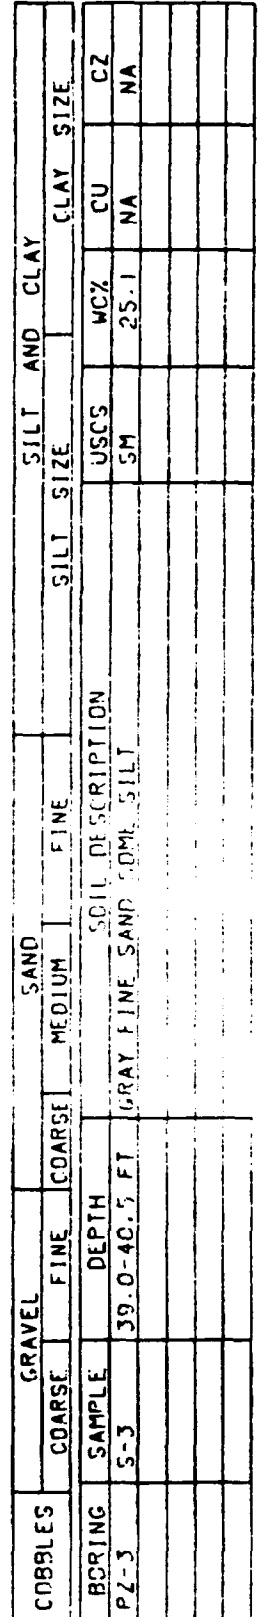 COBBLES GRAVEL SAND SILT AND CLAY
COARSE FINE COARSE MEDIUM FINE SILT SIZE CLAY SIZE
BORING SAMPLE DEPTH SOIL DESCRIPTION USCS WC% CU CZ
PZ-3 S-3 39.0-40.5 FT GRAY FINE SAND SOME SILT SM 25.1 NA NA